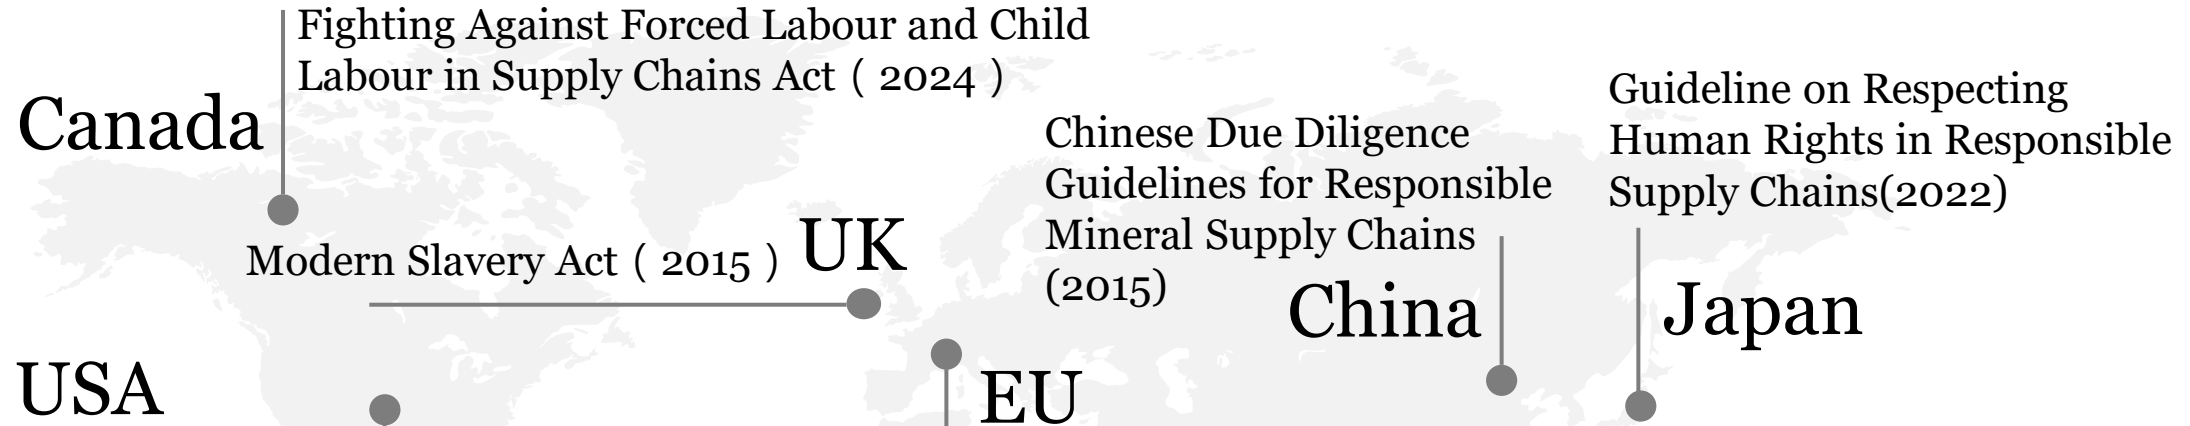 Fighting Against Forced Labour and Child
Labour in Supply Chains Act ( 2024 )
Canada
Guideline on Respecting
Human Rights in Responsible
Supply Chains(2022)
Chinese Due Diligence
Guidelines for Responsible
Mineral Supply Chains
(2015)
Modern Slavery Act ( 2015 )
UK
China
Japan
USA
EU